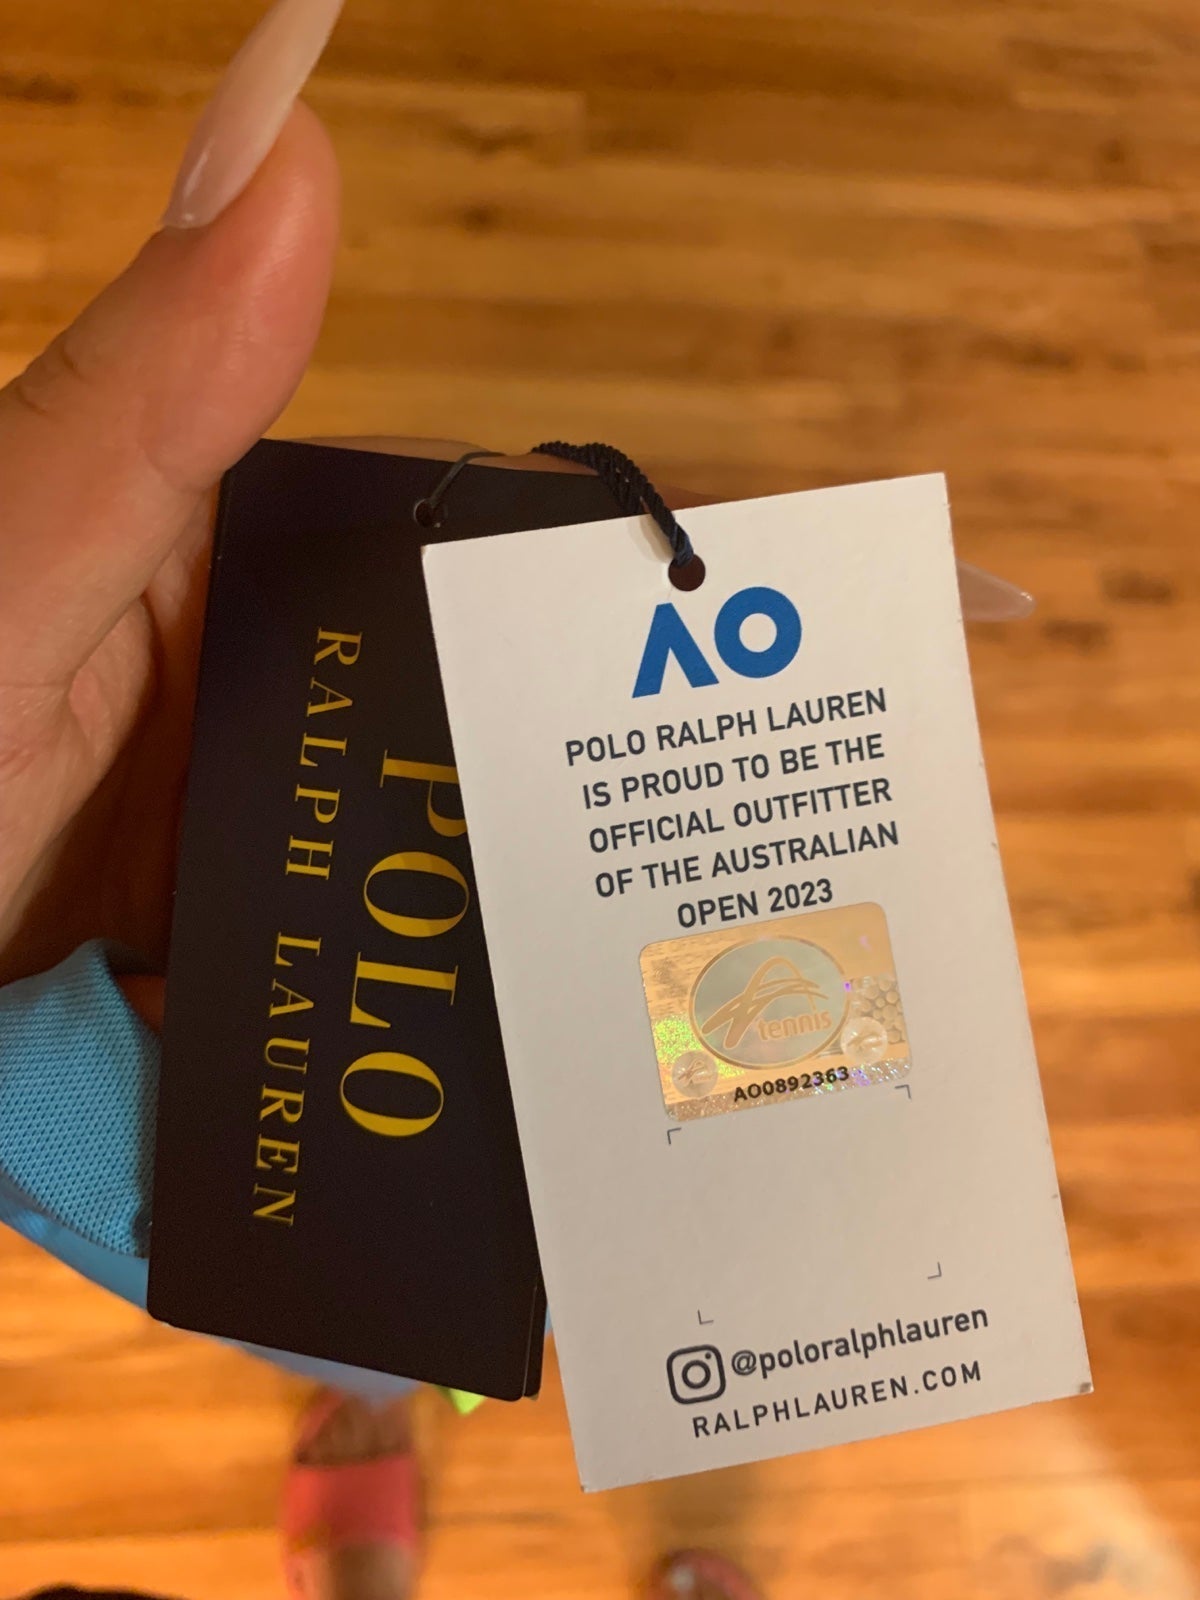 POLO
RALPH LAUREN
AO
POLO RALPH LAUREN
IS PROUD TO BE THE
OFFICIAL OUTFITTER
OF THE AUSTRALIAN
OPEN 2023
tennis
AO0892363
@poloralphlauren
RALPHLAUREN.COM